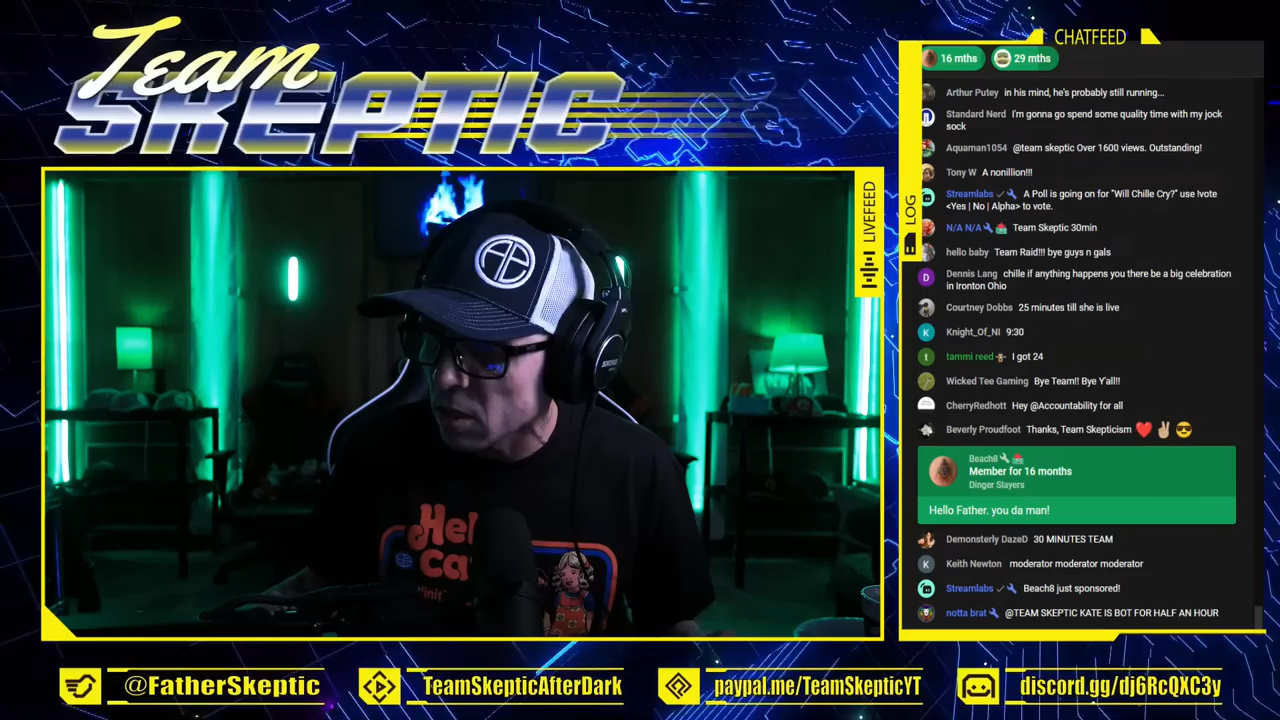 Team
SKEPTIC
CHATFEED
16 mths
29 mths
Arthur Putey in his mind, he's probably still running...
Standard Nerd I'm gonna go spend some quality time with my jock
sock
Aquaman1054 @team skeptic Over 1600 views. Outstanding!
Tony W A nonillion!!!
Streamlabs A Poll is going on for "Will Chille Cry?" use !vote
<Yes | No | Alpha> to vote.
N/A N/A Team Skeptic 30min
hello baby Team Raid!!! bye guys n gals
D Dennis Lang chille if anything happens you there be a big celebration
in Ironton Ohio
Courtney Dobbs 25 minutes till she is live
K Knight_Of_NI 9:30
t tammi reed I got 24
Wicked Tee Gaming Bye Team!! Bye Y'all!!
CherryRedhott Hey @Accountability for all
Beverly Proudfoot Thanks, Team Skepticism ❤️ ✌🏼 😎
Beach8
Member for 16 months
Dinger Slayers
Hello Father. you da man!
Demonsterly DazeD 30 MINUTES TEAM
K Keith Newton moderator moderator moderator
Streamlabs Beach8 just sponsored!
notta brat @TEAM SKEPTIC KATE IS BOT FOR HALF AN HOUR
LIVEFEED
LOG
@FatherSkeptic
TeamSkepticAfterDark
paypal.me/TeamSkepticYT
discord.gg/dj6RcQXC3y